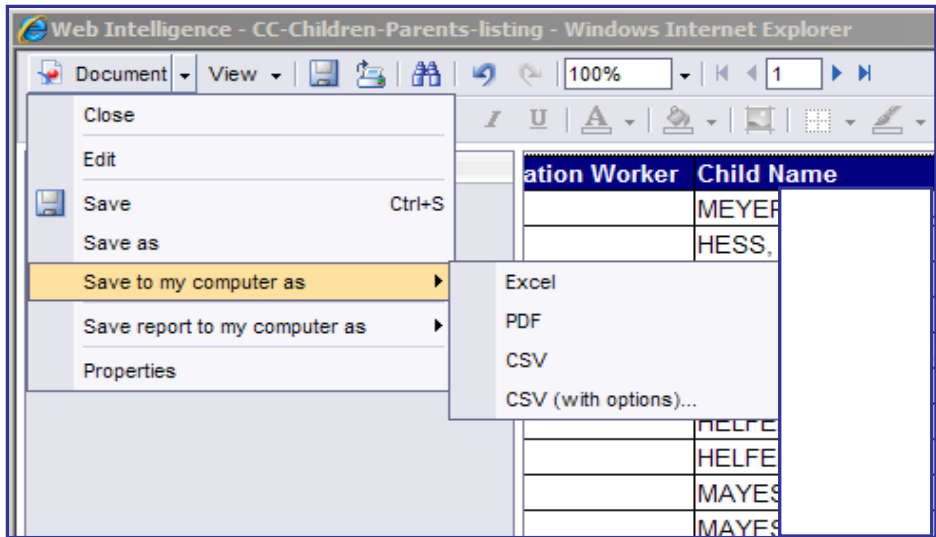 Web Intelligence - CC-Children-Parents-listing - Windows Internet Explorer
Document View 100% 1
Close
I U A
Edit
ation Worker Child Name
Save Ctrl+S
MEYER
Save as
HESS,
Save to my computer as
Excel
Save report to my computer as
PDF
Properties
CSV
CSV (with options)...
HELFE
HELFE
MAYES
MAYES